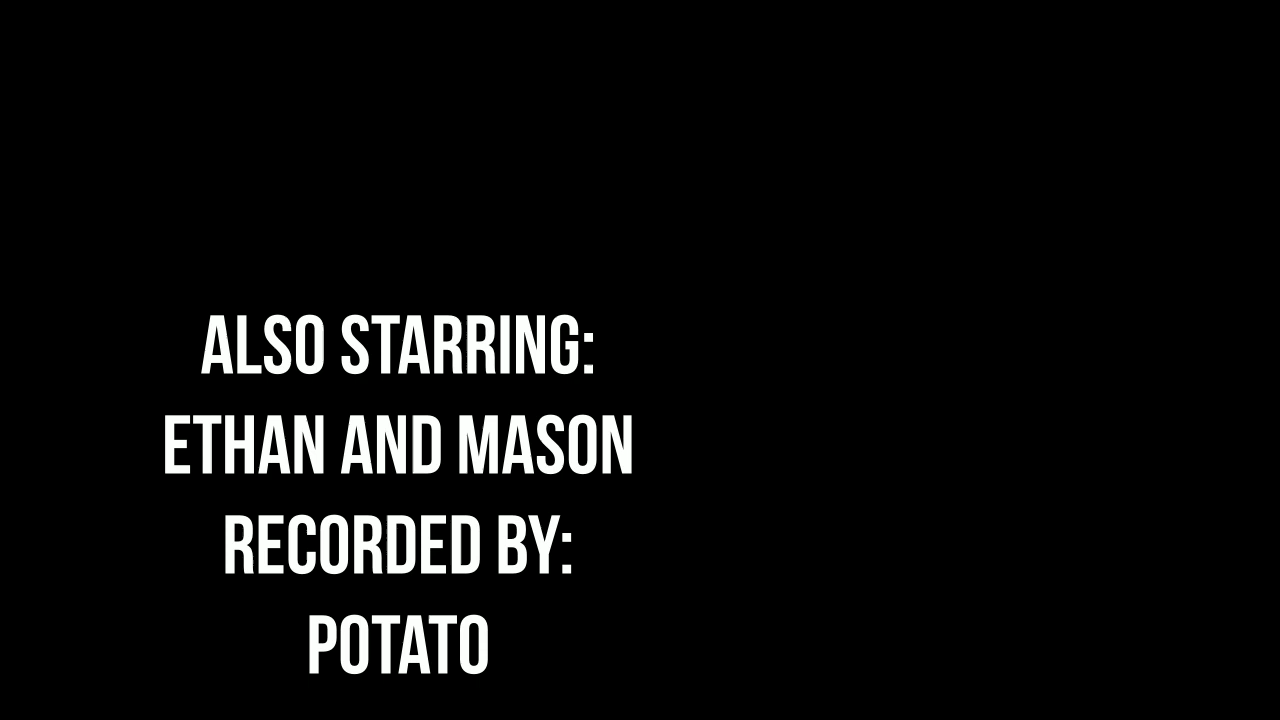 ALSO STARRING:
ETHAN AND MASON
RECORDED BY:
POTATO